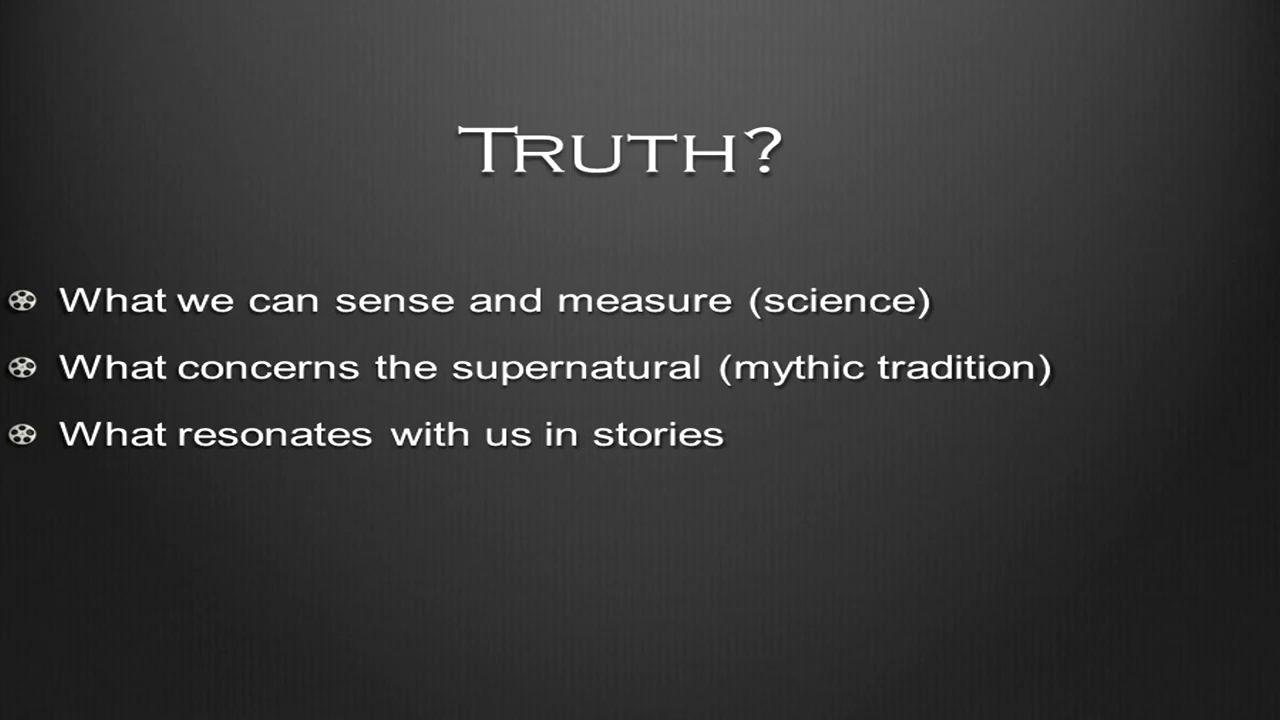 Truth?
What we can sense and measure (science)
What concerns the supernatural (mythic tradition)
What resonates with us in stories